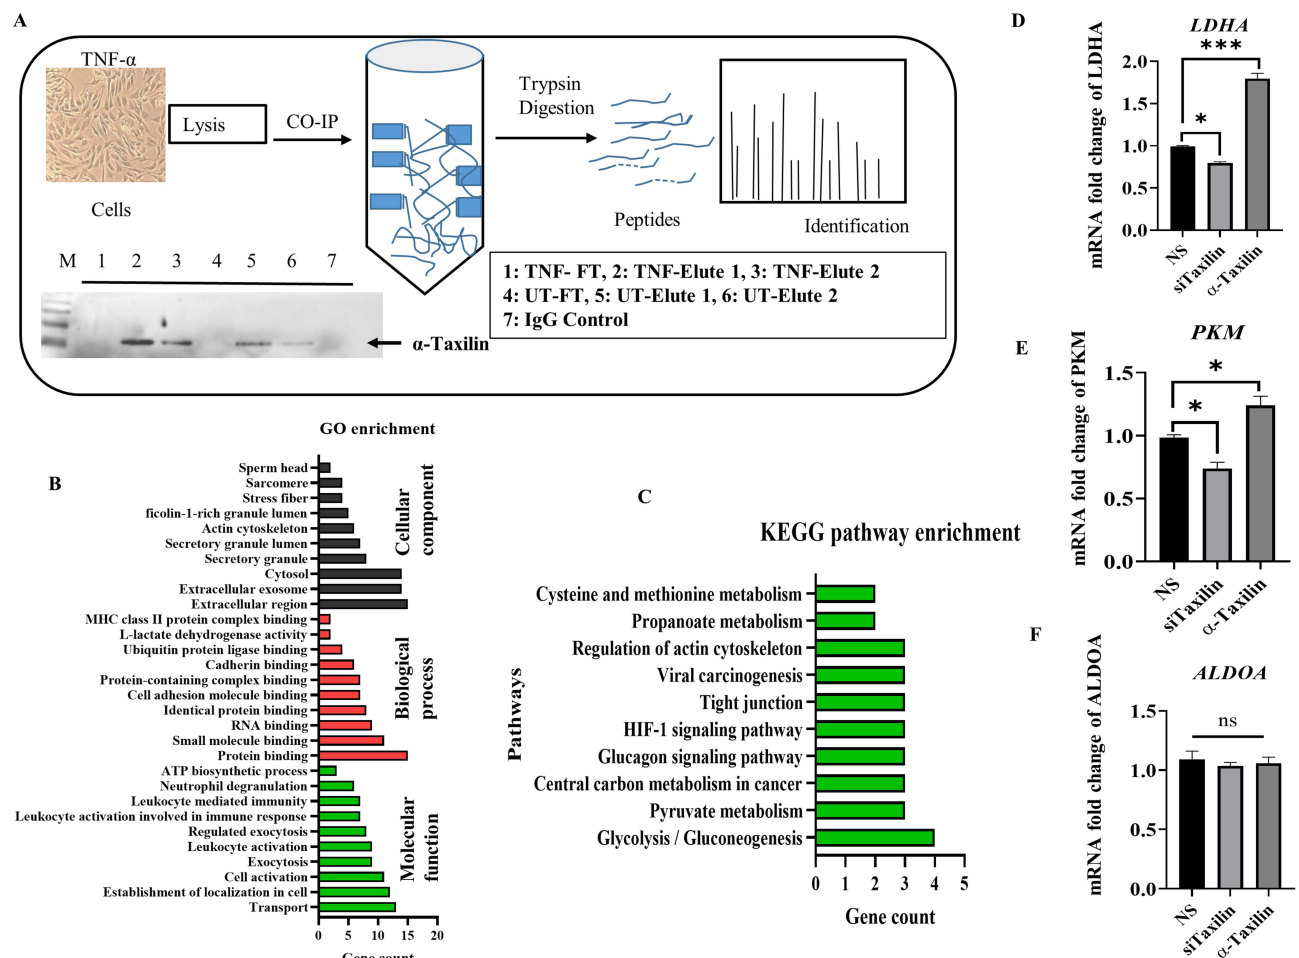 A
TNF-α
Lysis
CO-IP
Trypsin
Digestion
Cells
Peptides
Identification
M 1 2 3 4 5 6 7
1: TNF- FT, 2: TNF-Elute 1, 3: TNF-Elute 2
4: UT-FT, 5: UT-Elute 1, 6: UT-Elute 2
7: IgG Control
α-Taxilin
B
GO enrichment
Sperm head
Sarcomere
Stress fiber
ficolin-1-rich granule lumen
Actin cytoskeleton
Secretory granule lumen
Secretory granule
Cytosol
Extracellular exosome
Extracellular region
MHC class II protein complex binding
L-lactate dehydrogenase activity
Ubiquitin protein ligase binding
Cadherin binding
Protein-containing complex binding
Cell adhesion molecule binding
Identical protein binding
RNA binding
Small molecule binding
Protein binding
ATP biosynthetic process
Neutrophil degranulation
Leukocyte mediated immunity
Leukocyte activation involved in immune response
Regulated exocytosis
Leukocyte activation
Exocytosis
Cell activation
Establishment of localization in cell
Transport
Cellular
component
Biological
process
Molecular
function
0 5 10 15 20
Gene count
C
KEGG pathway enrichment
Pathways
Cysteine and methionine metabolism
Propanoate metabolism
Regulation of actin cytoskeleton
Viral carcinogenesis
Tight junction
HIF-1 signaling pathway
Glucagon signaling pathway
Central carbon metabolism in cancer
Pyruvate metabolism
Glycolysis / Gluconeogenesis
0 1 2 3 4 5
Gene count
D
LDHA
***
*
mRNA fold change of LDHA
2.0
1.5
1.0
0.5
0.0
NS
siTaxilin
α-Taxilin
E
PKM
*
*
mRNA fold change of PKM
1.5
1.0
0.5
0.0
NS
siTaxilin
α-Taxilin
F
ALDOA
ns
mRNA fold change of ALDOA
1.5
1.0
0.5
0.0
NS
siTaxilin
α-Taxilin